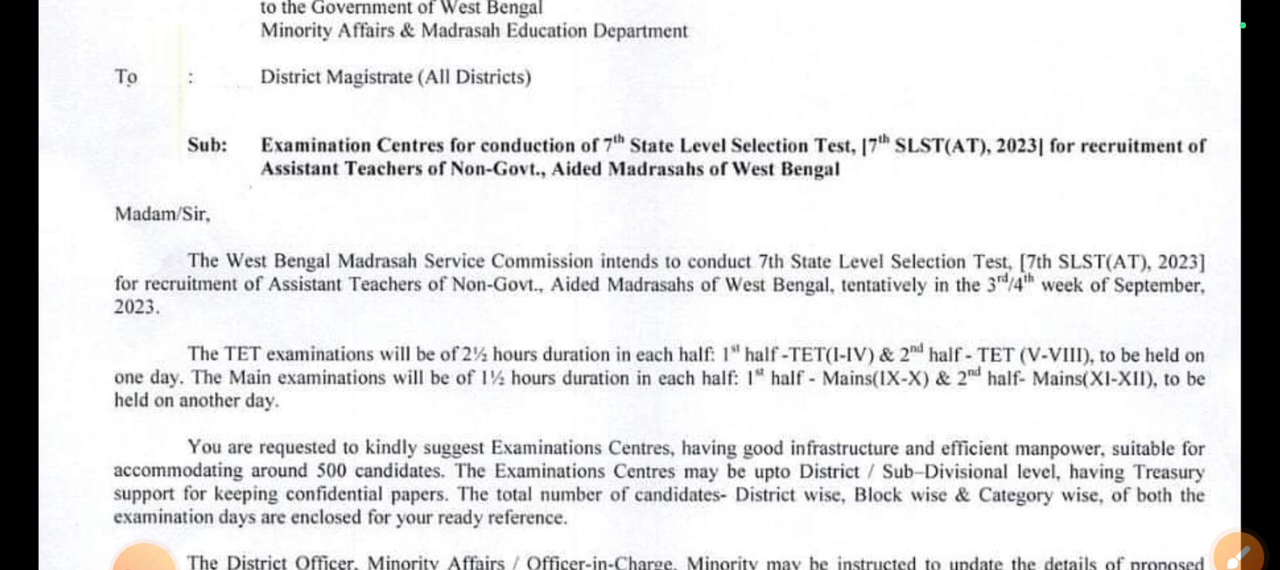 to the Government of West Bengal
Minority Affairs & Madrasah Education Department
To : District Magistrate (All Districts)
Sub: Examination Centres for conduction of 7th State Level Selection Test, [7th SLST(AT), 2023] for recruitment of
Assistant Teachers of Non-Govt., Aided Madrasahs of West Bengal
Madam/Sir,
The West Bengal Madrasah Service Commission intends to conduct 7th State Level Selection Test, [7th SLST(AT), 2023]
for recruitment of Assistant Teachers of Non-Govt., Aided Madrasahs of West Bengal, tentatively in the 3rd/4th week of September,
2023.
The TET examinations will be of 2½ hours duration in each half: 1st half -TET(I-IV) & 2nd half - TET (V-VIII), to be held on
one day. The Main examinations will be of 1½ hours duration in each half: 1st half - Mains(IX-X) & 2nd half- Mains(XI-XII), to be
held on another day.
You are requested to kindly suggest Examinations Centres, having good infrastructure and efficient manpower, suitable for
accommodating around 500 candidates. The Examinations Centres may be upto District / Sub–Divisional level, having Treasury
support for keeping confidential papers. The total number of candidates- District wise, Block wise & Category wise, of both the
examination days are enclosed for your ready reference.
The District Officer, Minority Affairs / Officer-in-Charge, Minority may be instructed to update the details of proposed